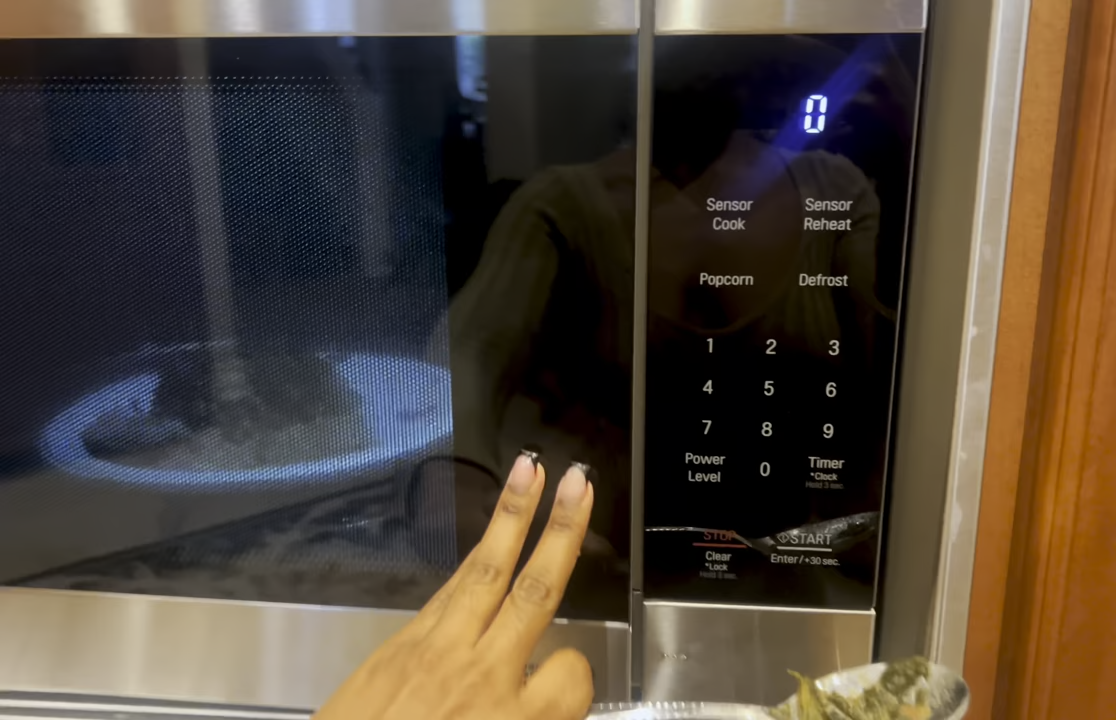 0
Sensor Cook
Sensor Reheat
Popcorn
Defrost
1 2 3
4 5 6
7 8 9
Power Level
0
Timer
*Clock
Hold 3 sec.
STOP
Clear
*Lock
Hold 3 sec.
START
Enter/+30 sec.